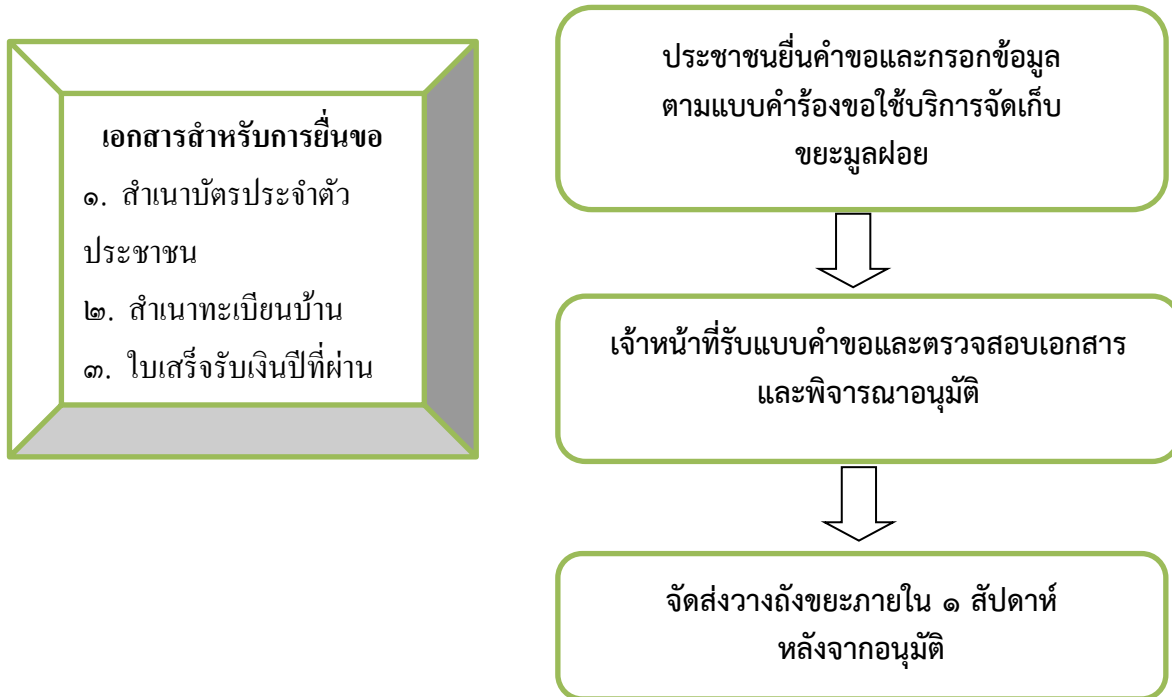 เอกสารสำหรับการยื่นขอ
๑. สำเนาบัตรประจำตัว
ประชาชน
๒. สำเนาทะเบียนบ้าน
๓. ใบเสร็จรับเงินปีที่ผ่าน
ประชาชนยื่นคำขอและกรอกข้อมูล
ตามแบบคำร้องขอใช้บริการจัดเก็บ
ขยะมูลฝอย
เจ้าหน้าที่รับแบบคำขอและตรวจสอบเอกสาร
และพิจารณาอนุมัติ
จัดส่งวางถังขยะภายใน ๑ สัปดาห์
หลังจากอนุมัติ